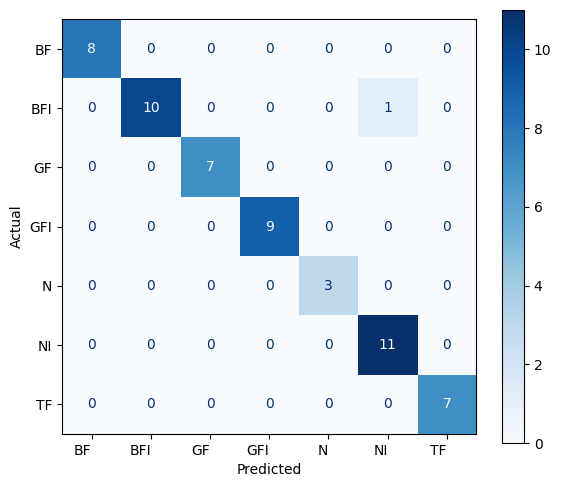 BF 8 0 0 0 0 0 0
BFI 0 10 0 0 0 1 0
GF 0 0 7 0 0 0 0
GFI 0 0 0 9 0 0 0
N 0 0 0 0 3 0 0
NI 0 0 0 0 0 11 0
TF 0 0 0 0 0 0 7
BF BFI GF GFI N NI TF
Predicted
Actual
10
8
6
4
2
0